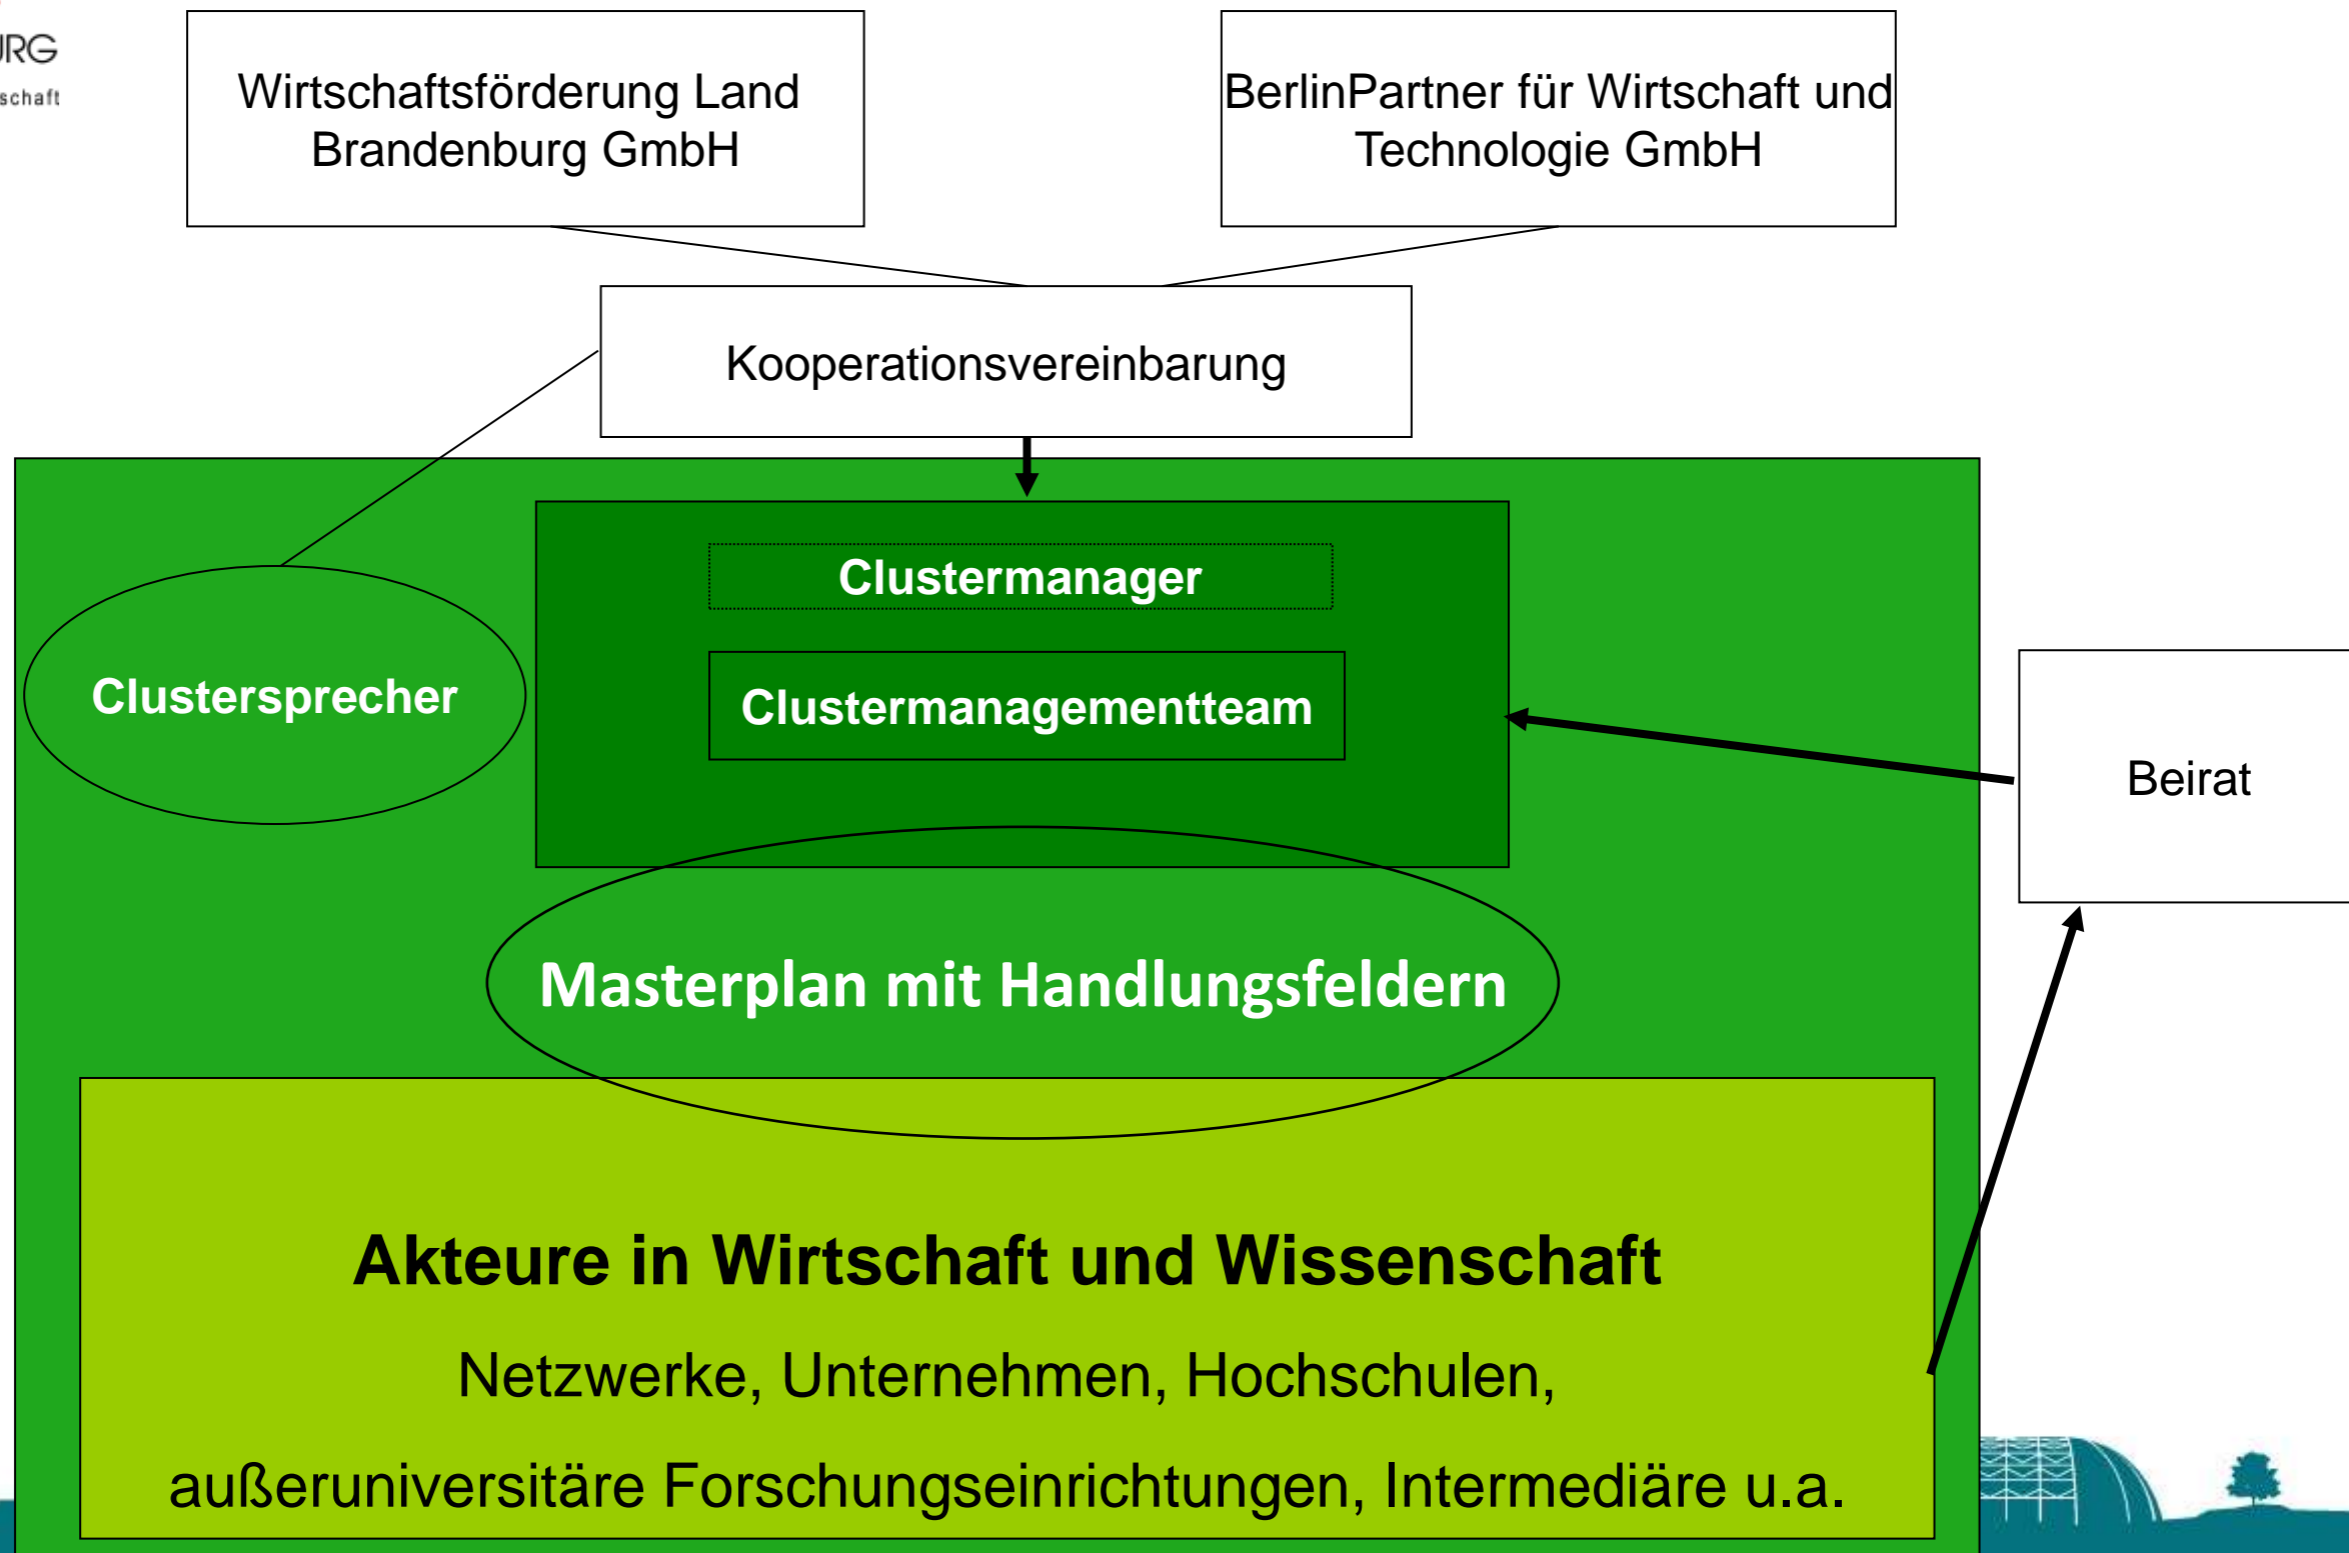 Wirtschaftsförderung Land
Brandenburg GmbH
BerlinPartner für Wirtschaft und
Technologie GmbH
Kooperationsvereinbarung
Clustermanager
Clustersprecher
Clustermanagementteam
Beirat
Masterplan mit Handlungsfeldern
Akteure in Wirtschaft und Wissenschaft
Netzwerke, Unternehmen, Hochschulen,
außeruniversitäre Forschungseinrichtungen, Intermediäre u.a.